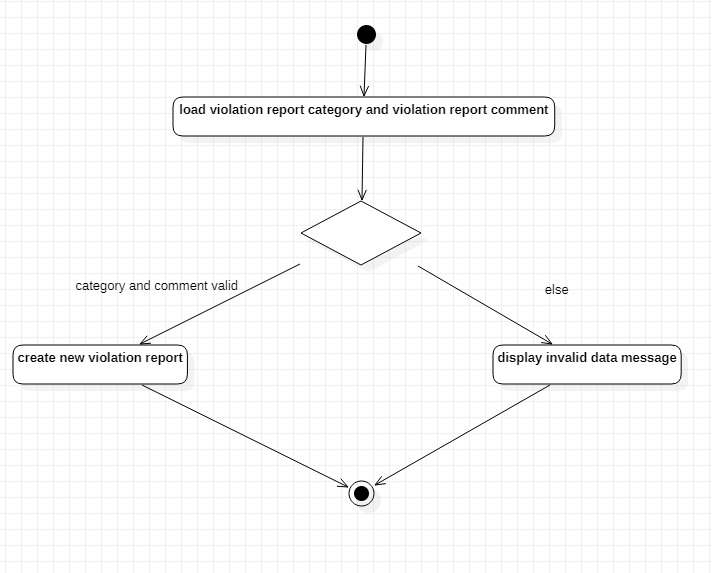 load violation report category and violation report comment
category and comment valid
else
create new violation report
display invalid data message